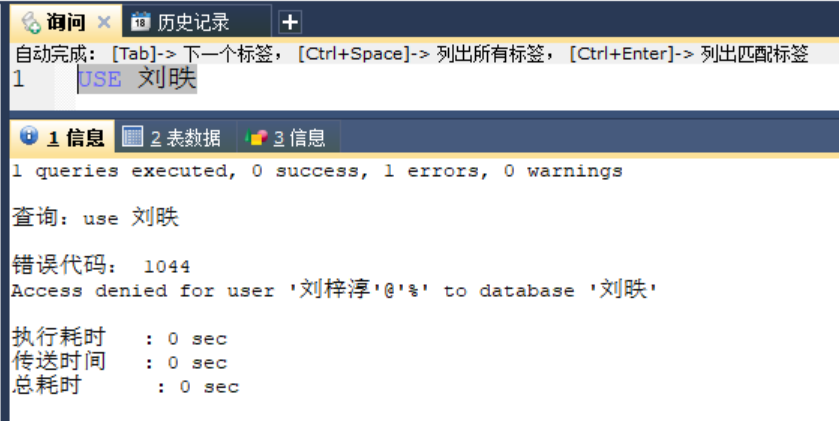 询问 历史记录
自动完成： [Tab]-> 下一个标签， [Ctrl+Space]-> 列出所有标签， [Ctrl+Enter]-> 列出匹配标签
1 USE 刘昳
1 信息 2 表数据 3 信息
1 queries executed, 0 success, 1 errors, 0 warnings
查询：use 刘昳
错误代码： 1044
Access denied for user '刘梓淳'@'%' to database '刘昳'
执行耗时 : 0 sec
传送时间 : 0 sec
总耗时 : 0 sec